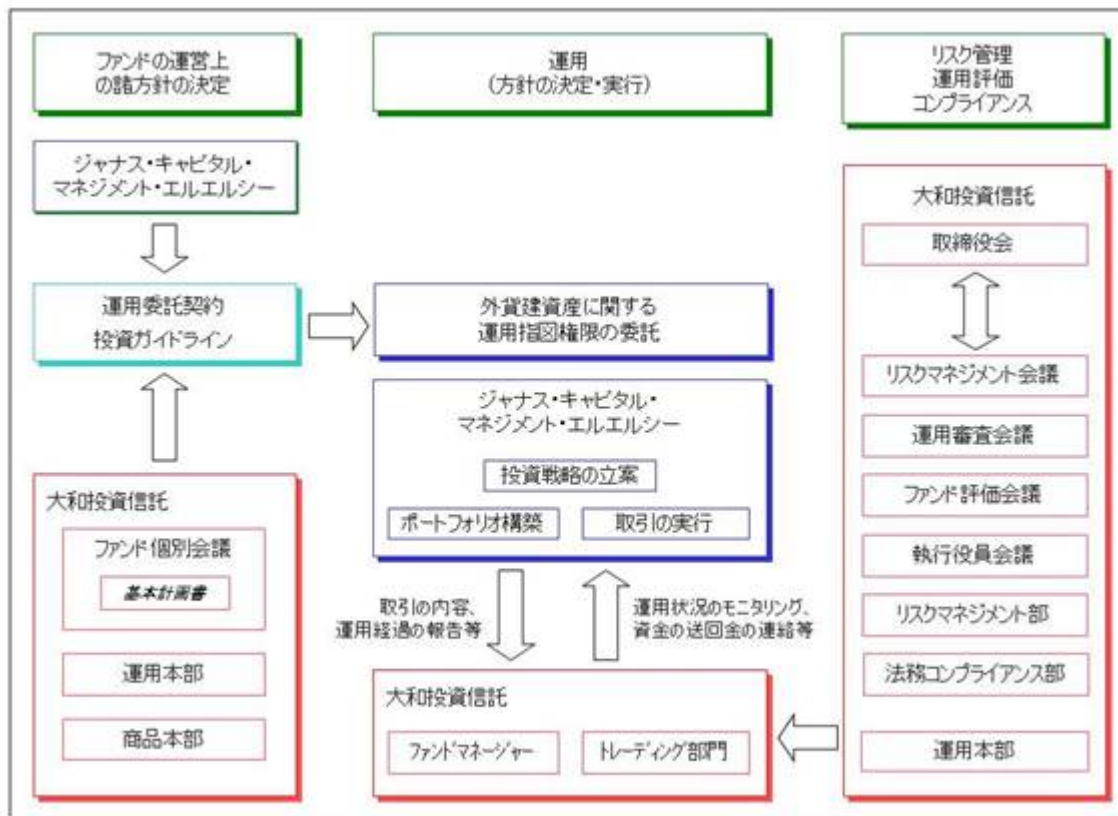 ファンドの運営上
の諸方針の決定
運用
(方針の決定・実行)
リスク管理
運用評価
コンプライアンス
ジャナス・キャピタル・
マネジメント・エルエルシー
運用委託契約
投資ガイドライン
大和投資信託
ファンド個別会議
基本計画書
運用本部
商品本部
外貨建資産に関する
運用指図権限の委託
ジャナス・キャピタル・
マネジメント・エルエルシー
投資戦略の立案
ポートフォリオ構築
取引の実行
取引の内容、
運用経過の報告等
運用状況のモニタリング、
資金の送回金の連絡等
大和投資信託
ファンドマネージャー
トレーディング部門
大和投資信託
取締役会
リスクマネジメント会議
運用審査会議
ファンド評価会議
執行役員会議
リスクマネジメント部
法務コンプライアンス部
運用本部